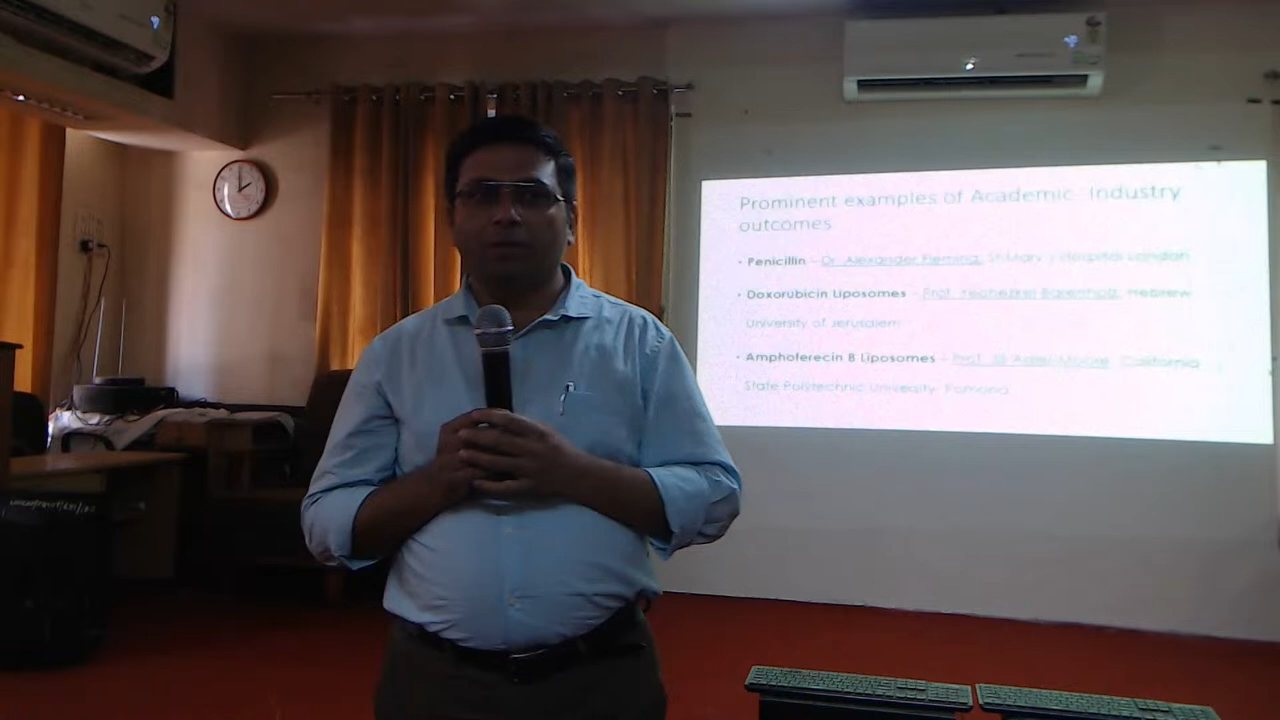 Prominent examples of Academic Industry
outcomes
• Penicillin – Dr. Alexander Fleming, St Mary's Hospital London
• Doxorubicin Liposomes – Prof. Yechezkel Barenholz, Hebrew
University of Jerusalem
• Amphoferecin B Liposomes – Prof. Jill Adler-Moore, California
State Polytechnic University Pomona